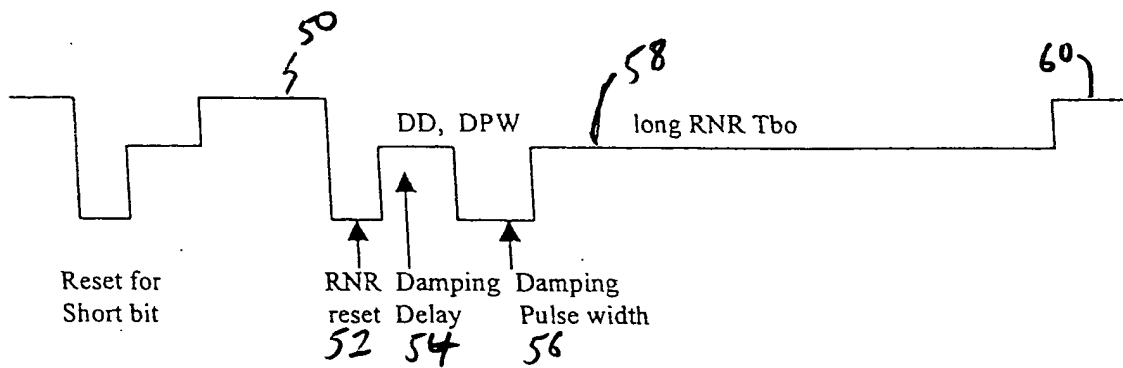 50
58
60
DD, DPW
long RNR Tbo
Reset for
Short bit
RNR
reset
52
Damping
Delay
54
Damping
Pulse width
56